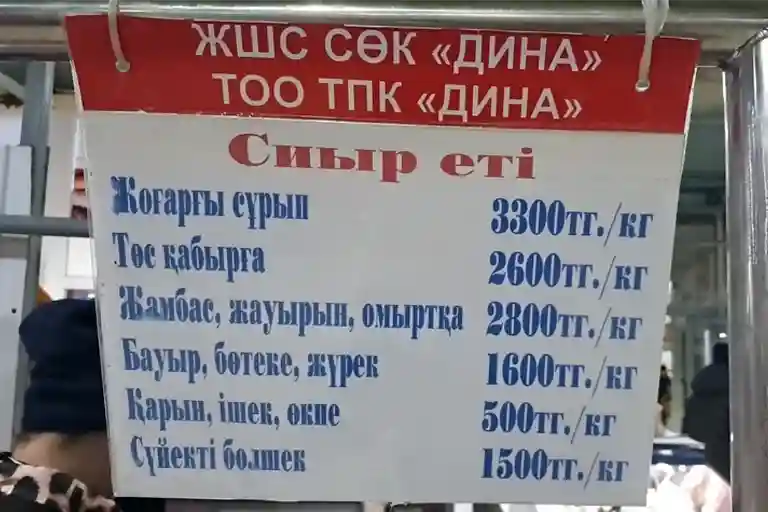 ЖШС СӨК «ДИНА»
ТОО ТПК «ДИНА»
Сиыр еті
Жоғарғы сұрып 3300тг./кг
Төс қабырға 2600тг./кг
Жамбас, жауырын, омыртқа 2800тг./кг
Бауыр, бөтеке, жүрек 1600тг./кг
Қарын, ішек, өкпе 500тг./кг
Сүйекті бөлшек 1500тг./кг